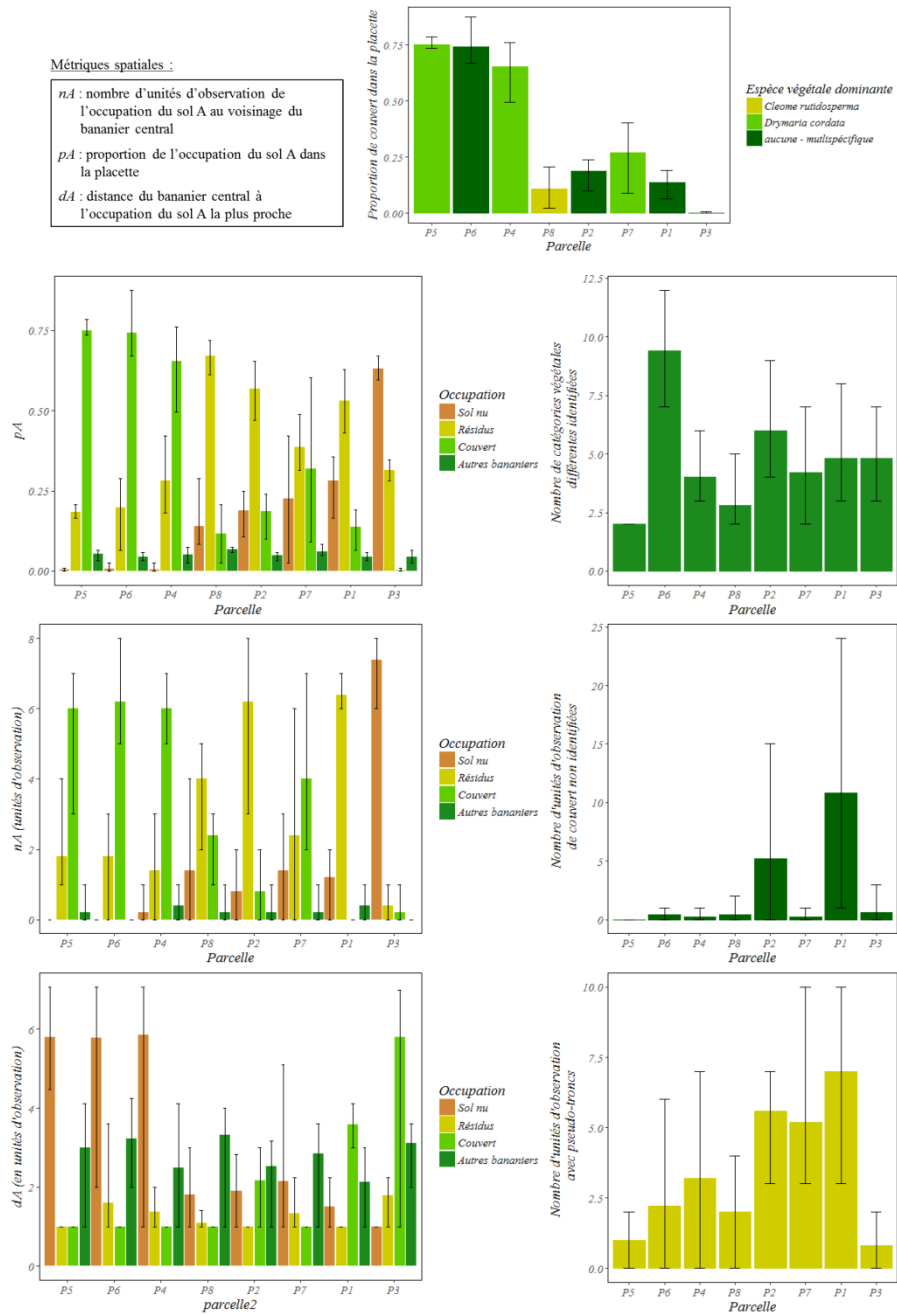 Métriques spatiales :
nA : nombre d'unités d'observation de
l'occupation du sol A au voisinage du
bananier central
pA : proportion de l'occupation du sol A dans
la placette
dA : distance du bananier central à
l'occupation du sol A la plus proche
Proportion de couvert dans la placette
0.75
0.50
0.25
0.00
P5 P6 P4 P8 P2 P7 P1 P3
Parcelle
Espèce végétale dominante
Cleome rutidosperma
Drymaria cordata
aucune - mutlispécifique
pA
0.75
0.50
0.25
0.00
P5 P6 P4 P8 P2 P7 P1 P3
Parcelle
Occupation
Sol nu
Résidus
Couvert
Autres bananiers
Nombre de catégories végétales
différentes identifiées
12.5
10.0
7.5
5.0
2.5
0.0
P5 P6 P4 P8 P2 P7 P1 P3
Parcelle
nA (unités d'observation)
8
6
4
2
0
P5 P6 P4 P8 P2 P7 P1 P3
Parcelle
Occupation
Sol nu
Résidus
Couvert
Autres bananiers
Nombre d'unités d'observation
de couvert non identifiées
25
20
15
10
5
0
P5 P6 P4 P8 P2 P7 P1 P3
Parcelle
dA (en unités d'observation)
6
4
2
0
P5 P6 P4 P8 P2 P7 P1 P3
parcelle2
Occupation
Sol nu
Résidus
Couvert
Autres bananiers
Nombre d'unités d'observation
avec pseudo-troncs
10.0
7.5
5.0
2.5
0.0
P5 P6 P4 P8 P2 P7 P1 P3
Parcelle